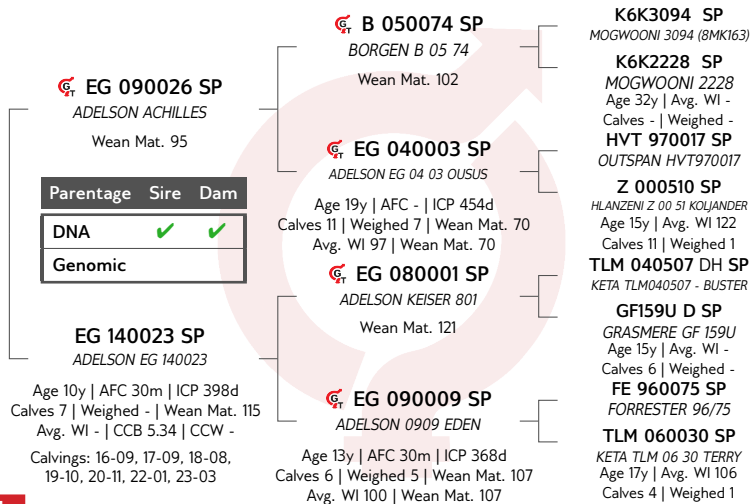 EG 090026 SP
ADELSON ACHILLES
Wean Mat. 95
Parentage Sire Dam
DNA ✔ ✔
Genomic
EG 140023 SP
ADELSON EG 140023
Age 10y | AFC 30m | ICP 398d
Calves 7 | Weighed - | Wean Mat. 115
Avg. WI - | CCB 5.34 | CCW -
Calvings: 16-09, 17-09, 18-08,
19-10, 20-11, 22-01, 23-03
B 050074 SP
BORGEN B 05 74
Wean Mat. 102
EG 040003 SP
ADELSON EG 04 03 OUSUS
Age 19y | AFC - | ICP 454d
Calves 11 | Weighed 7 | Wean Mat. 70
Avg. WI 97 | Wean Mat. 70
EG 080001 SP
ADELSON KEISER 801
Wean Mat. 121
EG 090009 SP
ADELSON 0909 EDEN
Age 13y | AFC 30m | ICP 368d
Calves 6 | Weighed 5 | Wean Mat. 107
Avg. WI 100 | Wean Mat. 107
K6K3094 SP
MOGWOONI 3094 (8MK163)
K6K2228 SP
MOGWOONI 2228
Age 32y | Avg. WI -
Calves - | Weighed -
HVT 970017 SP
OUTSPAN HVT970017
Z 000510 SP
HLANZENI Z 00 51 KOLJANDER
Age 15y | Avg. WI 122
Calves 11 | Weighed 1
TLM 040507 DH SP
KETA TLM040507 - BUSTER
GF159U D SP
GRASMERE GF 159U
Age 15y | Avg. WI -
Calves 6 | Weighed -
FE 960075 SP
FORRESTER 96/75
TLM 060030 SP
KETA TLM 06 30 TERRY
Age 17y | Avg. WI 106
Calves 4 | Weighed 1